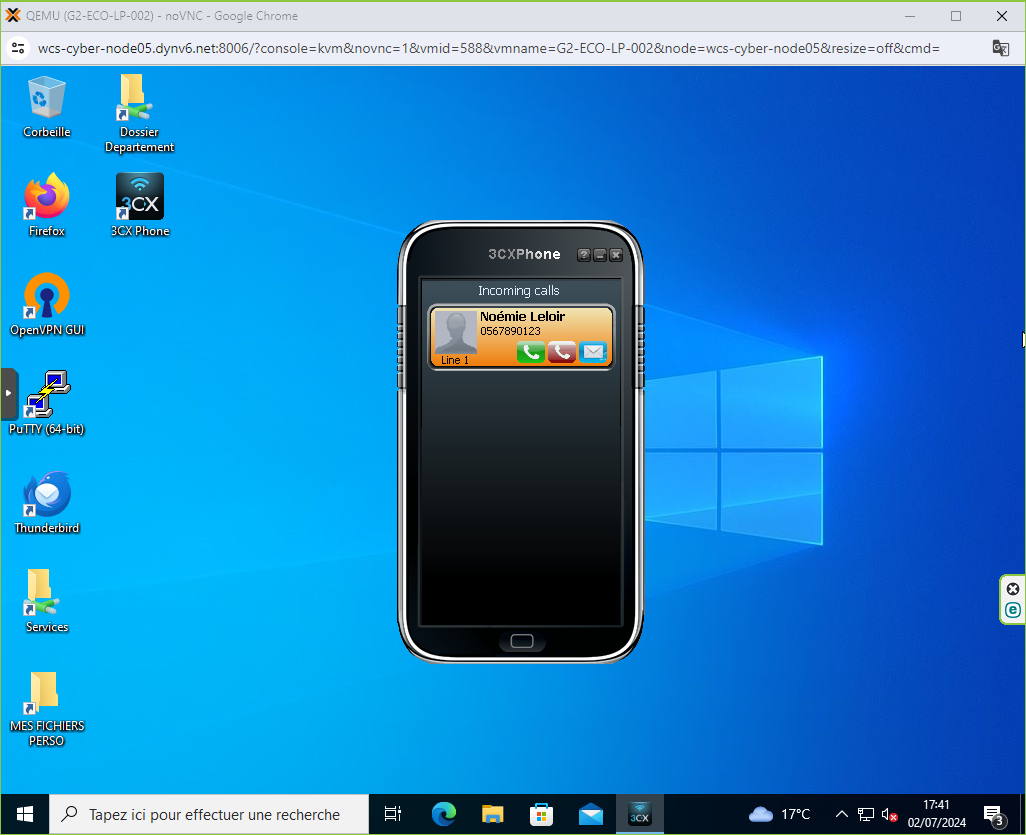 QEMU (G2-ECO-LP-002) - noVNC - Google Chrome
wcs-cyber-node05.dynv6.net:8006/?console=kvm&novnc=1&vmid=588&vmname=G2-ECO-LP-002&node=wcs-cyber-node05&resize=off&cmd=
Corbeille
Dossier
Departement
Firefox
3CX
3CX Phone
OpenVPN GUI
PuTTY (64-bit)
Thunderbird
Services
MES FICHIERS
PERSO
3CXPhone
Incoming calls
Noémie Leloir
0567890123
Line 1
Tapez ici pour effectuer une recherche
3CX
17°C
17:41
02/07/2024
3